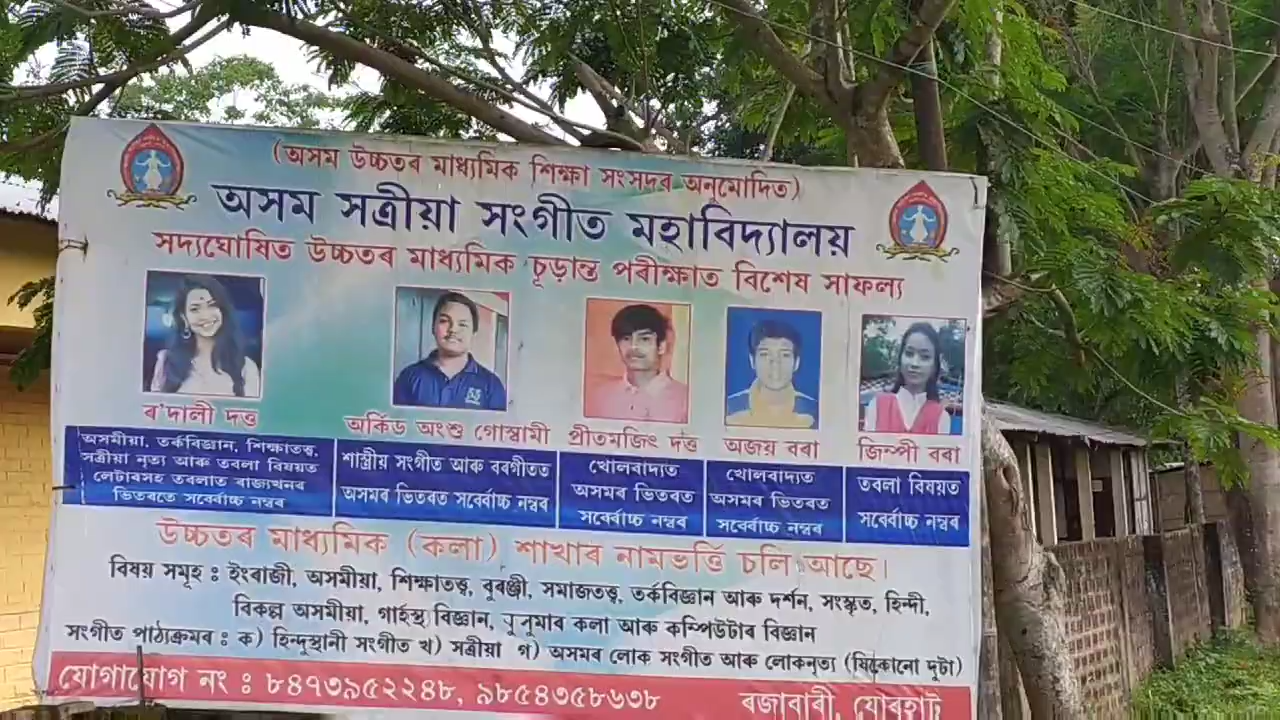 (অসম উচ্চতৰ মাধ্যমিক শিক্ষা সংসদৰ অনুমোদিত)
অসম সত্ৰীয়া সংগীত মহাবিদ্যালয়
সদ্যঘোষিত উচ্চতৰ মাধ্যমিক চূড়ান্ত পৰীক্ষাত বিশেষ সাফল্য
ৰ'দালী দত্ত
অসমীয়া, তৰ্কবিজ্ঞান, শিক্ষাতত্ত্ব,
সত্ৰীয়া নৃত্য আৰু তবলা বিষয়ত
লেটাৰসহ তবলাত ৰাজ্যখনৰ
ভিতৰতে সৰ্বোচ্চ নম্বৰ
অৰ্কিড অংশু গোস্বামী
শাস্ত্ৰীয় সংগীত আৰু বৰগীতত
অসমৰ ভিতৰত সৰ্বোচ্চ নম্বৰ
প্ৰীতমজিৎ দত্ত
খোলবাদ্যত
অসমৰ ভিতৰত
সৰ্বোচ্চ নম্বৰ
অজয় বৰা
খোলবাদ্যত
অসমৰ ভিতৰত
সৰ্বোচ্চ নম্বৰ
জিম্পী বৰা
তবলা বিষয়ত
সৰ্বোচ্চ নম্বৰ
উচ্চতৰ মাধ্যমিক (কলা) শাখাৰ নামভৰ্ত্তি চলি আছে।
বিষয় সমূহ : ইংৰাজী, অসমীয়া, শিক্ষাতত্ত্ব, বুৰঞ্জী, সমাজতত্ত্ব, তৰ্কবিজ্ঞান আৰু দৰ্শন, সংস্কৃত, হিন্দী,
বিকল্প অসমীয়া, গাৰ্হস্থ্য বিজ্ঞান, সুকুমাৰ কলা আৰু কম্পিউটাৰ বিজ্ঞান
সংগীত পাঠ্যক্ৰমৰ : ক) হিন্দুস্থানী সংগীত খ) সত্ৰীয়া গ) অসমৰ লোক সংগীত আৰু লোকনৃত্য (যিকোনো দুটা)
যোগাযোগ নং : ৮৪৭৩৯৫২২৪৮, ৯৮৫৪৩৫৮৬৩৮ ৰজাবাৰী, যোৰহাট